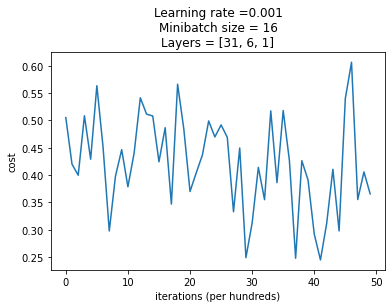 Learning rate =0.001
Minibatch size = 16
Layers = [31, 6, 1]
0.60
0.55
0.50
0.45
0.40
0.35
0.30
0.25
cost
0 10 20 30 40 50
iterations (per hundreds)